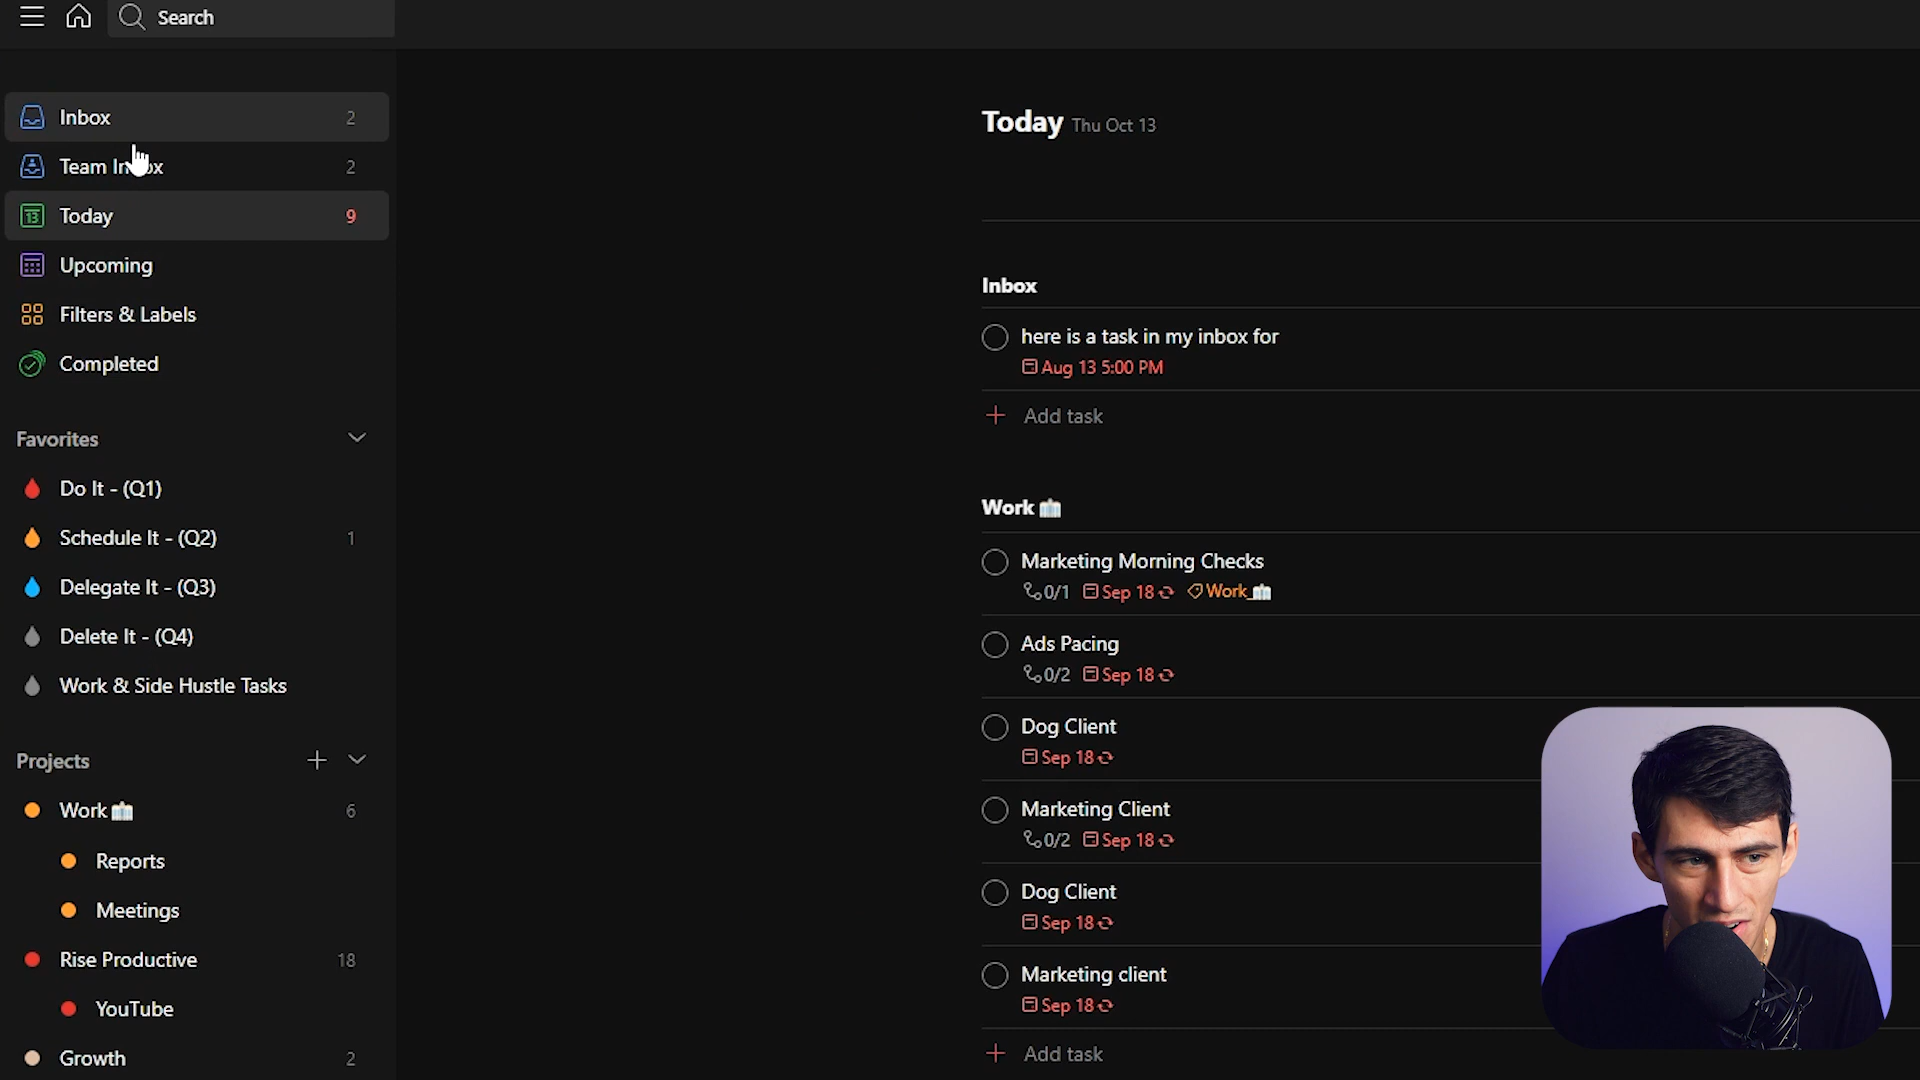 Search
Inbox 2
Team Inbox 2
13 Today 9
Upcoming
Filters & Labels
Completed
Favorites
Do It - (Q1)
Schedule It - (Q2) 1
Delegate It - (Q3)
Delete It - (Q4)
Work & Side Hustle Tasks
Projects
Work 6
Reports
Meetings
Rise Productive 18
YouTube
Growth 2
Today Thu Oct 13
Inbox
here is a task in my inbox for
Aug 13 5:00 PM
+ Add task
Work
Marketing Morning Checks
0/1 Sep 18 Work_
Ads Pacing
0/2 Sep 18
Dog Client
Sep 18
Marketing Client
0/2 Sep 18
Dog Client
Sep 18
Marketing client
Sep 18
+ Add task